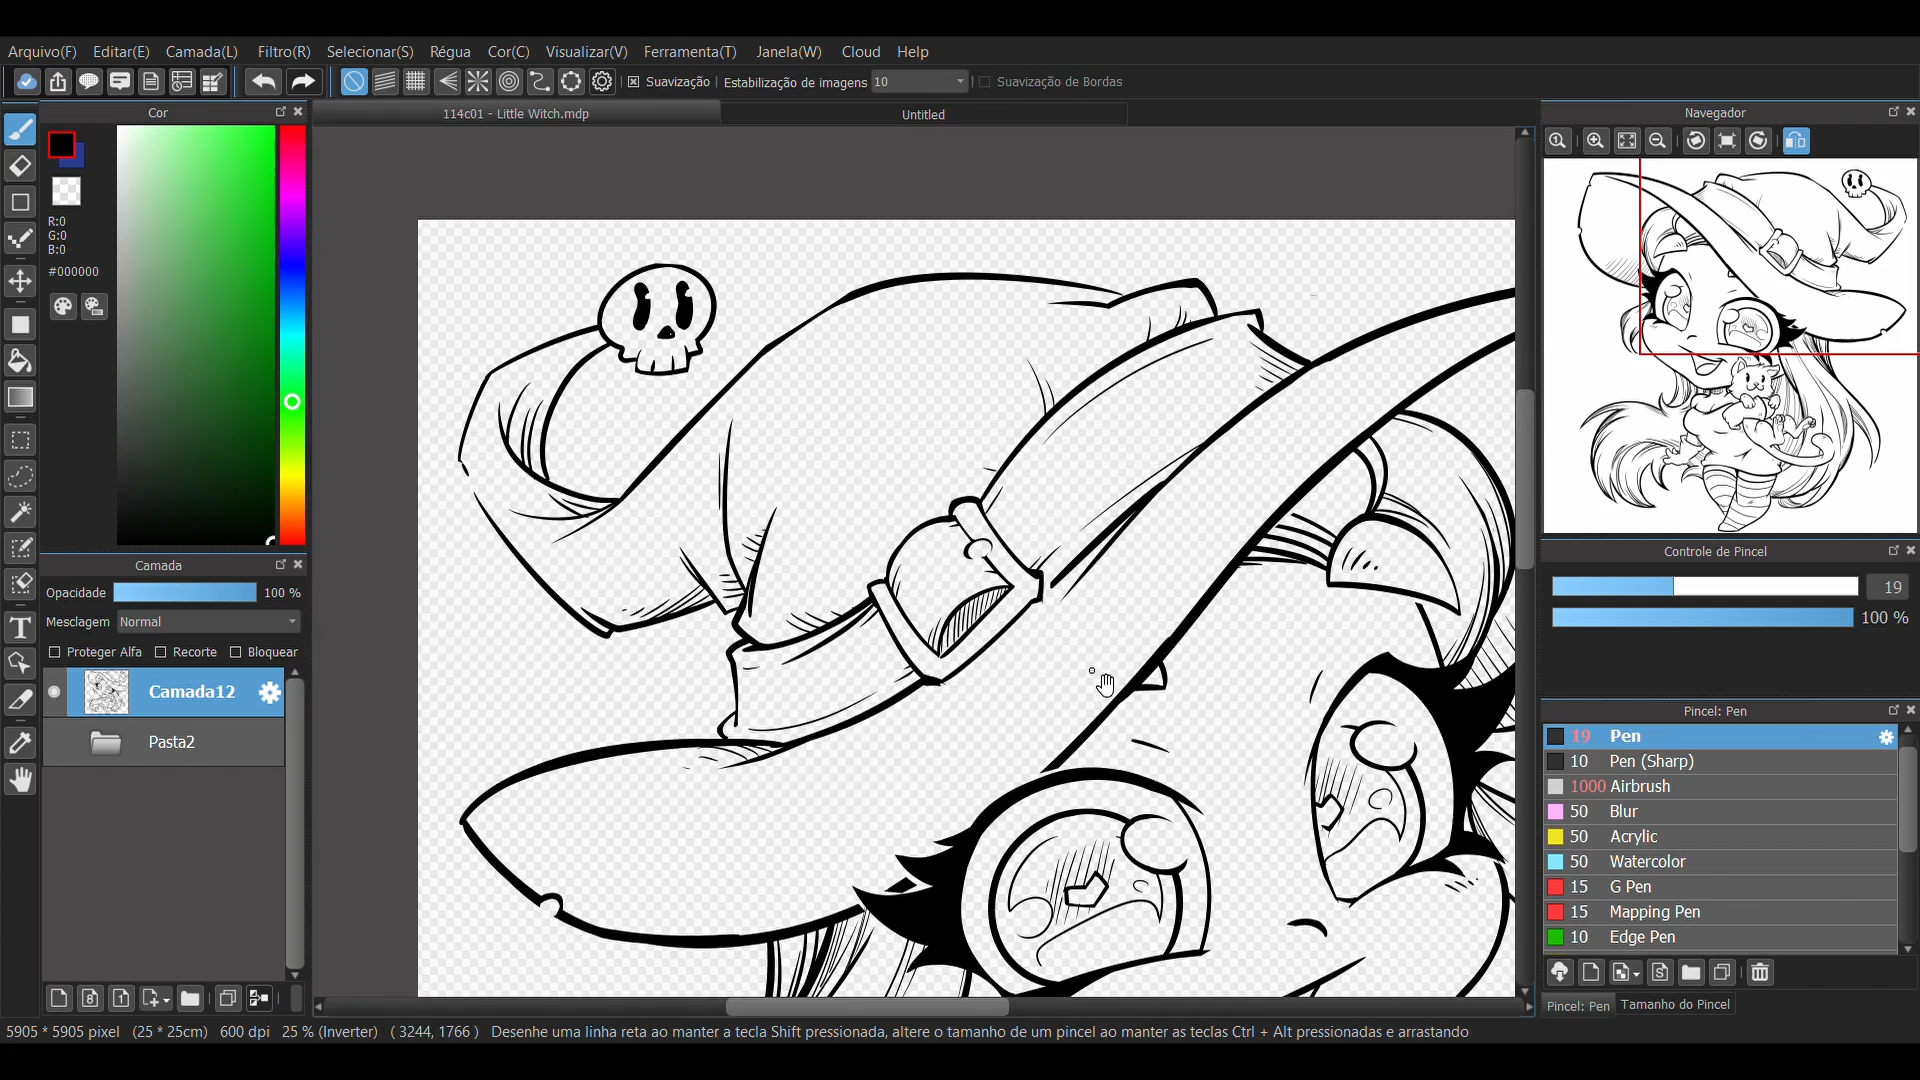 Arquivo(F) Editar(E) Camada(L) Filtro(R) Selecionar(S) Régua Cor(C) Visualizar(V) Ferramenta(T) Janela(W) Cloud Help
Suavização Estabilização de imagens 10 Suavização de Bordas
Cor
114c01 - Little Witch.mdp
Untitled
Navegador
R:0
G:0
B:0
#000000
Camada
Opacidade 100 %
Mesclagem Normal
Proteger Alfa Recorte Bloquear
Camada12
Pasta2
Controle de Pincel
19
100 %
Pincel: Pen
19 Pen
10 Pen (Sharp)
1000 Airbrush
50 Blur
50 Acrylic
50 Watercolor
15 G Pen
15 Mapping Pen
10 Edge Pen
Pincel: Pen Tamanho do Pincel
5905 * 5905 pixel (25 * 25cm) 600 dpi 25 % (Inverter) ( 3244, 1766 ) Desenhe uma linha reta ao manter a tecla Shift pressionada, altere o tamanho de um pincel ao manter as teclas Ctrl + Alt pressionadas e arrastando